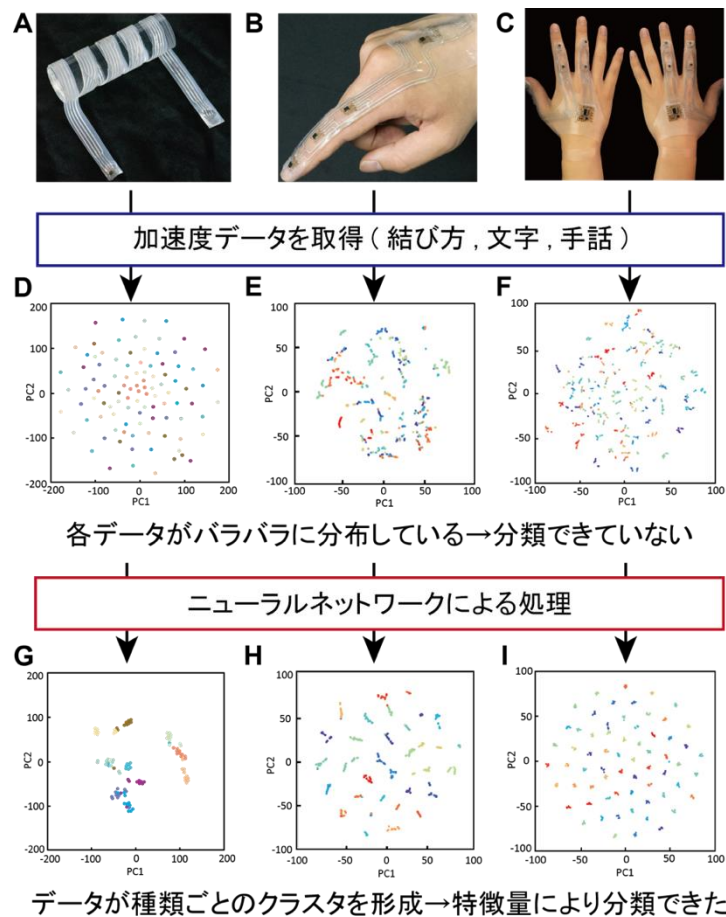 A
B
C
加速度データを取得 ( 結び方 , 文字 , 手話 )
D
E
F
200
100
0
-100
-200
PC2
-200
-100
0
100
200
PC1
100
50
0
-50
-100
PC2
-50
0
50
100
PC1
100
50
0
-50
-100
PC2
-50
0
50
100
PC1
各データがバラバラに分布している→分類できていない
ニューラルネットワークによる処理
G
H
I
200
100
0
-100
-200
PC2
-200
-100
0
100
200
PC1
100
50
0
-50
-100
PC2
-100
-50
0
50
100
PC1
100
50
0
-50
-100
PC2
-100
-50
0
50
100
PC1
データが種類ごとのクラスタを形成→特徴量により分類できた